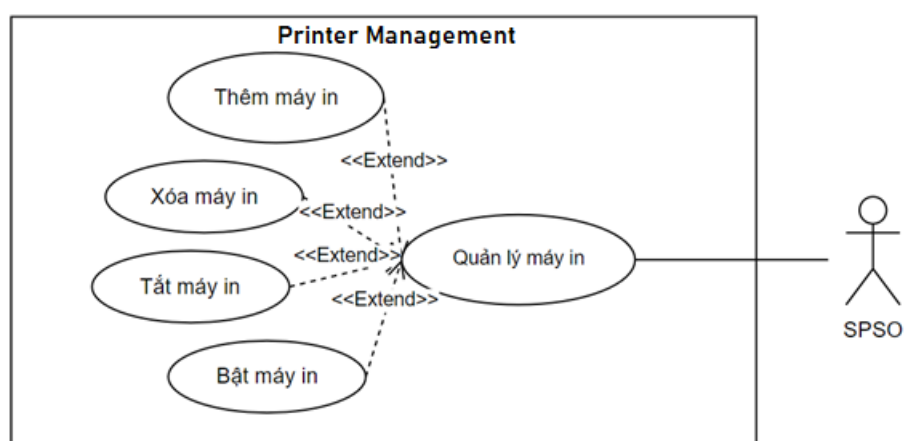 Printer Management
Thêm máy in
<<Extend>>
Xóa máy in
<<Extend>>
Tắt máy in
<<Extend>>
Quản lý máy in
<<Extend>>
Bật máy in
SPSO